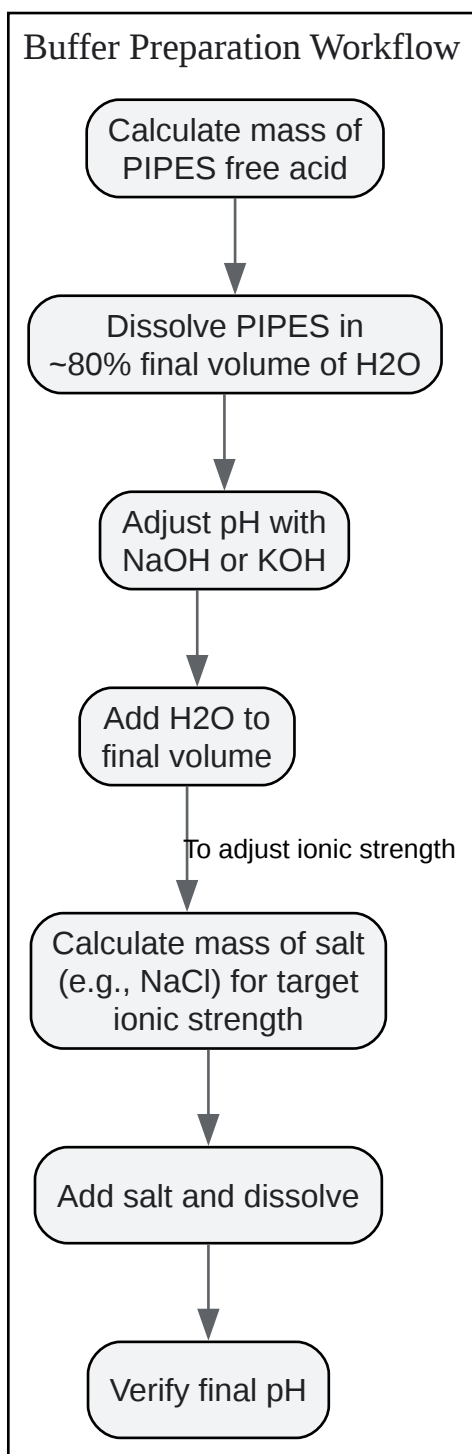 Buffer Preparation Workflow
Calculate mass of
PIPES free acid
Dissolve PIPES in
~80% final volume of H2O
Adjust pH with
NaOH or KOH
Add H2O to
final volume
To adjust ionic strength
Calculate mass of salt
(e.g., NaCl) for target
ionic strength
Add salt and dissolve
Verify final pH